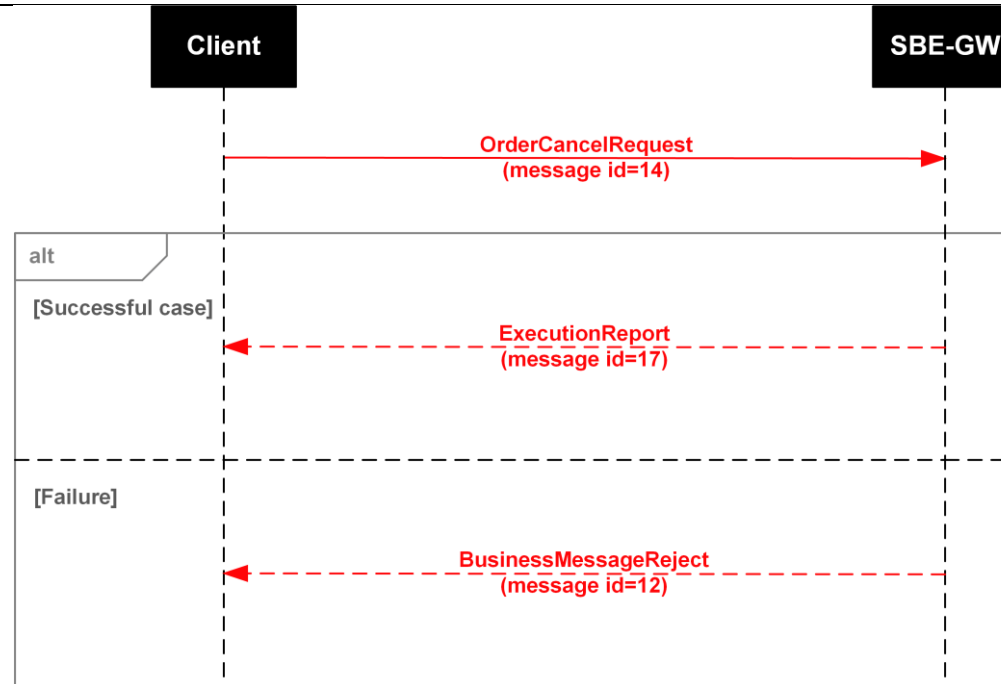 Client
SBE-GW
OrderCancelRequest
(message id=14)
alt
[Successful case]
ExecutionReport
(message id=17)
[Failure]
BusinessMessageReject
(message id=12)